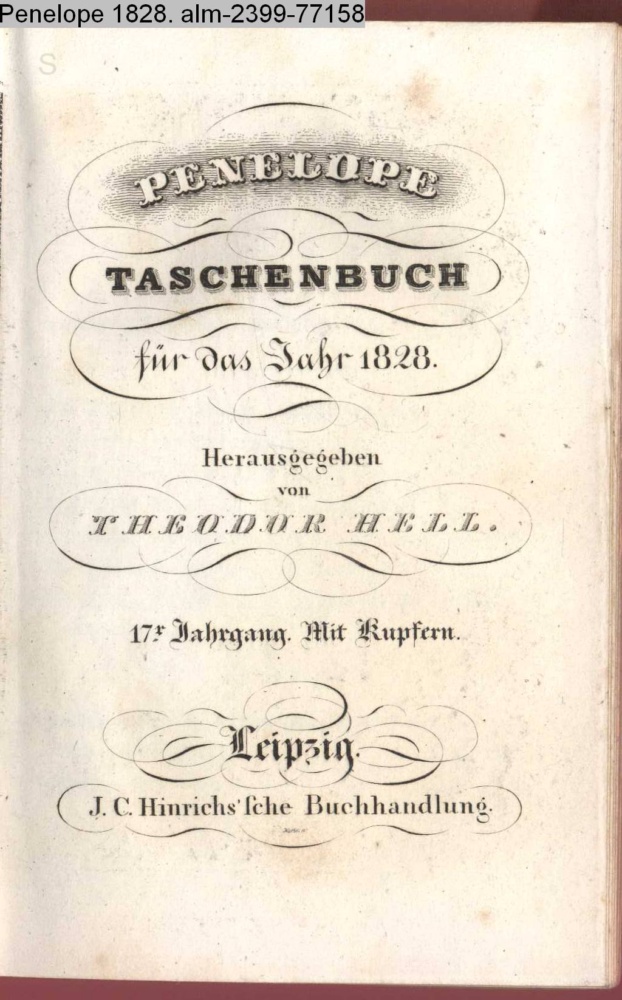 Penelope 1828. alm-2399-77158
S
PENELOPE
TASCHENBUCH
für das Jahr 1828.
Herausgegeben
von
THEODOR HELL.
17r Jahrgang. Mit Kupfern.
Leipzig.
J. C. Hinrichs'ſche Buchhandlung.